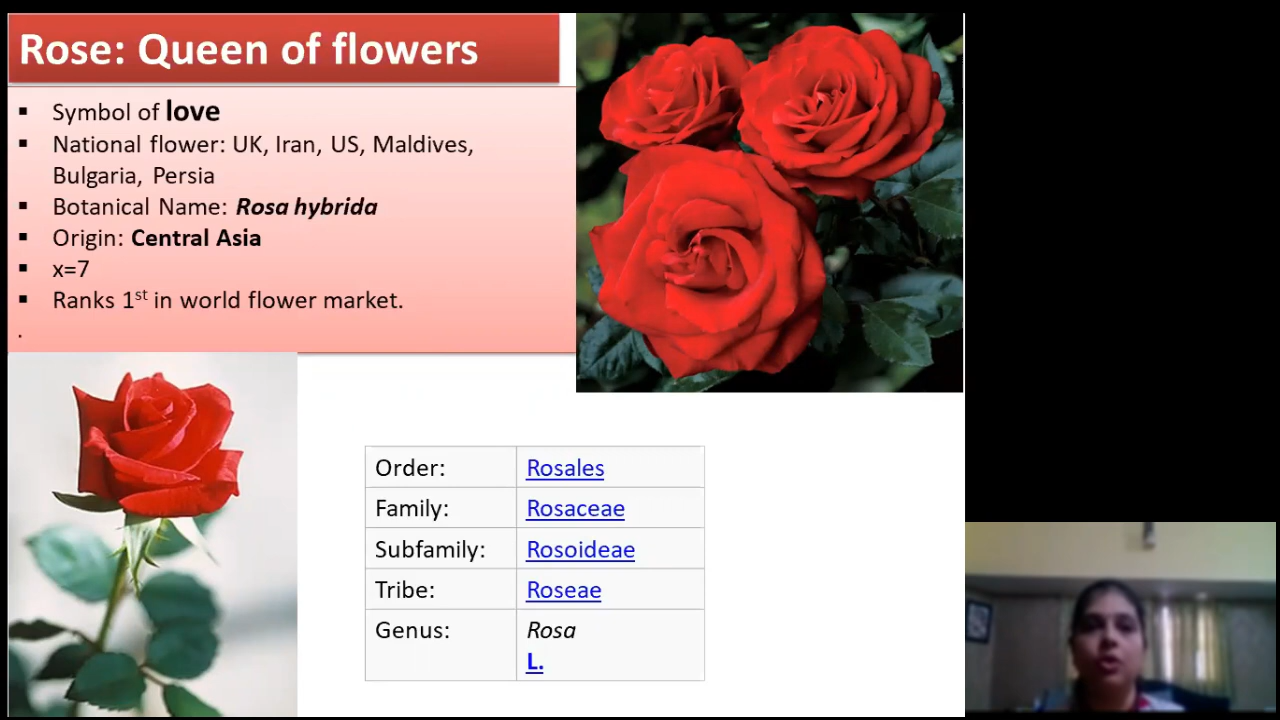 Rose: Queen of flowers
▪ Symbol of love
▪ National flower: UK, Iran, US, Maldives,
Bulgaria, Persia
▪ Botanical Name: Rosa hybrida
▪ Origin: Central Asia
▪ x=7
▪ Ranks 1st in world flower market.
.
Order: Rosales
Family: Rosaceae
Subfamily: Rosoideae
Tribe: Roseae
Genus: Rosa
L.